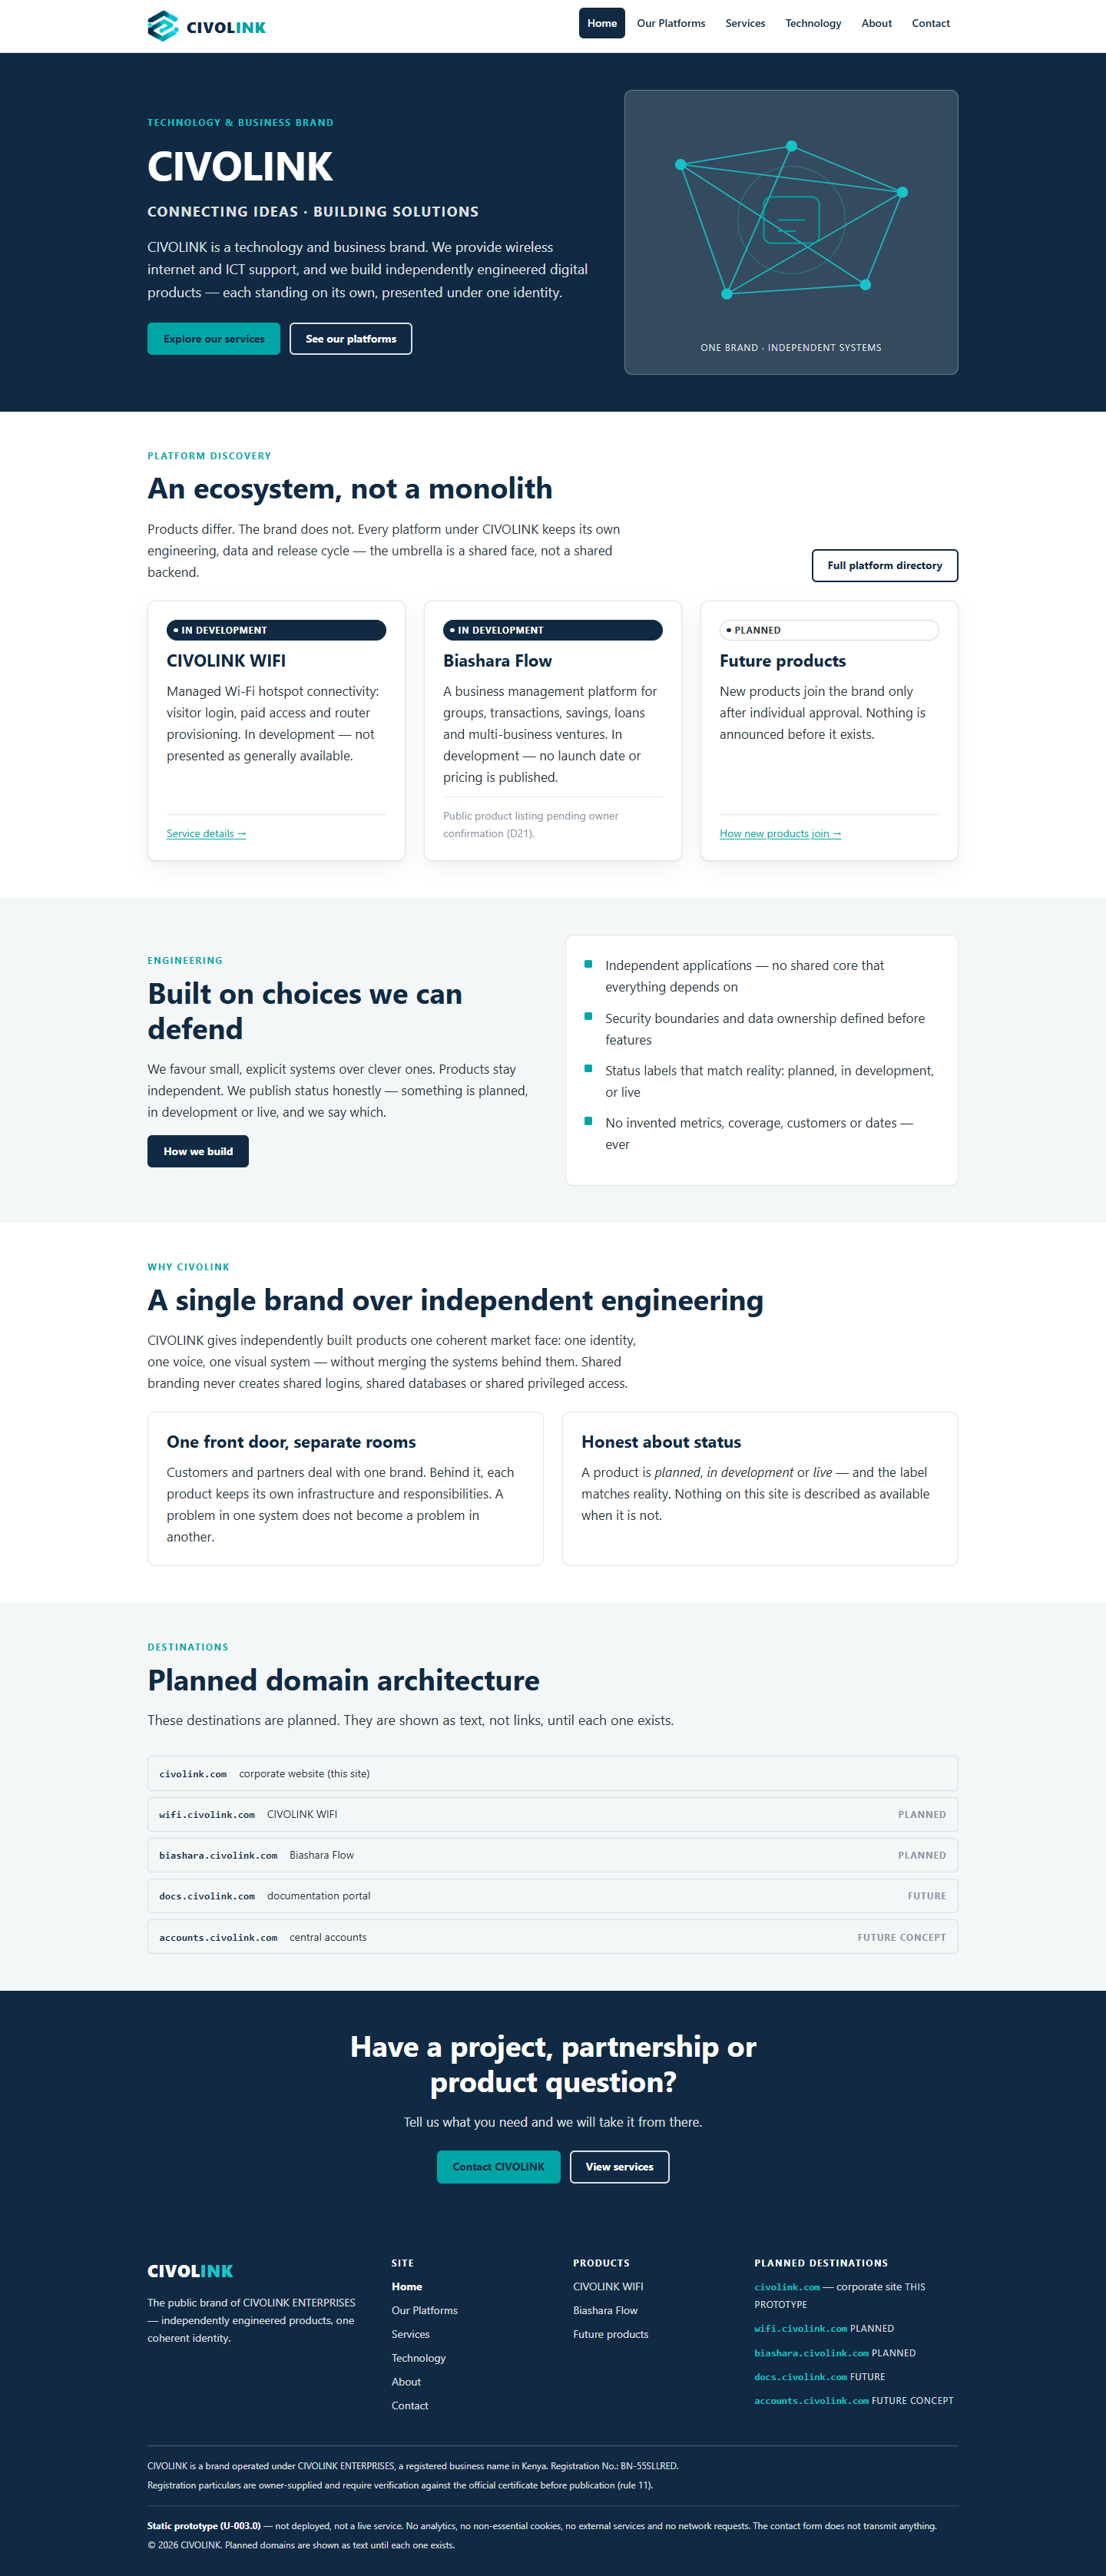 CIVOLINK
Home Our Platforms Services Technology About Contact
TECHNOLOGY & BUSINESS BRAND
CIVOLINK
CONNECTING IDEAS · BUILDING SOLUTIONS
CIVOLINK is a technology and business brand. We provide wireless
internet and ICT support, and we build independently engineered digital
products — each standing on its own, presented under one identity.
Explore our services See our platforms
ONE BRAND · INDEPENDENT SYSTEMS
PLATFORM DISCOVERY
An ecosystem, not a monolith
Products differ. The brand does not. Every platform under CIVOLINK keeps its own
engineering, data and release cycle — the umbrella is a shared face, not a shared
backend.
Full platform directory
IN DEVELOPMENT
CIVOLINK WIFI
Managed Wi-Fi hotspot connectivity:
visitor login, paid access and router
provisioning. In development — not
presented as generally available.
Service details →
IN DEVELOPMENT
Biashara Flow
A business management platform for
groups, transactions, savings, loans
and multi-business ventures. In
development — no launch date or
pricing is published.
Public product listing pending owner
confirmation (D21).
PLANNED
Future products
New products join the brand only
after individual approval. Nothing is
announced before it exists.
How new products join →
ENGINEERING
Built on choices we can
defend
We favour small, explicit systems over clever ones. Products stay
independent. We publish status honestly — something is planned,
in development or live, and we say which.
How we build
Independent applications — no shared core that
everything depends on
Security boundaries and data ownership defined before
features
Status labels that match reality: planned, in development,
or live
No invented metrics, coverage, customers or dates —
ever
WHY CIVOLINK
A single brand over independent engineering
CIVOLINK gives independently built products one coherent market face: one identity,
one voice, one visual system — without merging the systems behind them. Shared
branding never creates shared logins, shared databases or shared privileged access.
One front door, separate rooms
Customers and partners deal with one brand. Behind it, each
product keeps its own infrastructure and responsibilities. A
problem in one system does not become a problem in
another.
Honest about status
A product is planned, in development or live — and the label
matches reality. Nothing on this site is described as available
when it is not.
DESTINATIONS
Planned domain architecture
These destinations are planned. They are shown as text, not links, until each one exists.
civolink.com corporate website (this site)
wifi.civolink.com CIVOLINK WIFI PLANNED
biashara.civolink.com Biashara Flow PLANNED
docs.civolink.com documentation portal FUTURE
accounts.civolink.com central accounts FUTURE CONCEPT
Have a project, partnership or
product question?
Tell us what you need and we will take it from there.
Contact CIVOLINK View services
CIVOLINK
The public brand of CIVOLINK ENTERPRISES
— independently engineered products, one
coherent identity.
SITE
Home
Our Platforms
Services
Technology
About
Contact
PRODUCTS
CIVOLINK WIFI
Biashara Flow
Future products
PLANNED DESTINATIONS
civolink.com — corporate site THIS
PROTOTYPE
wifi.civolink.com PLANNED
biashara.civolink.com PLANNED
docs.civolink.com FUTURE
accounts.civolink.com FUTURE CONCEPT
CIVOLINK is a brand operated under CIVOLINK ENTERPRISES, a registered business name in Kenya. Registration No.: BN-55SLLRED.
Registration particulars are owner-supplied and require verification against the official certificate before publication (rule 11).
Static prototype (U-003.0) — not deployed, not a live service. No analytics, no non-essential cookies, no external services and no network requests. The contact form does not transmit anything.
© 2026 CIVOLINK. Planned domains are shown as text until each one exists.